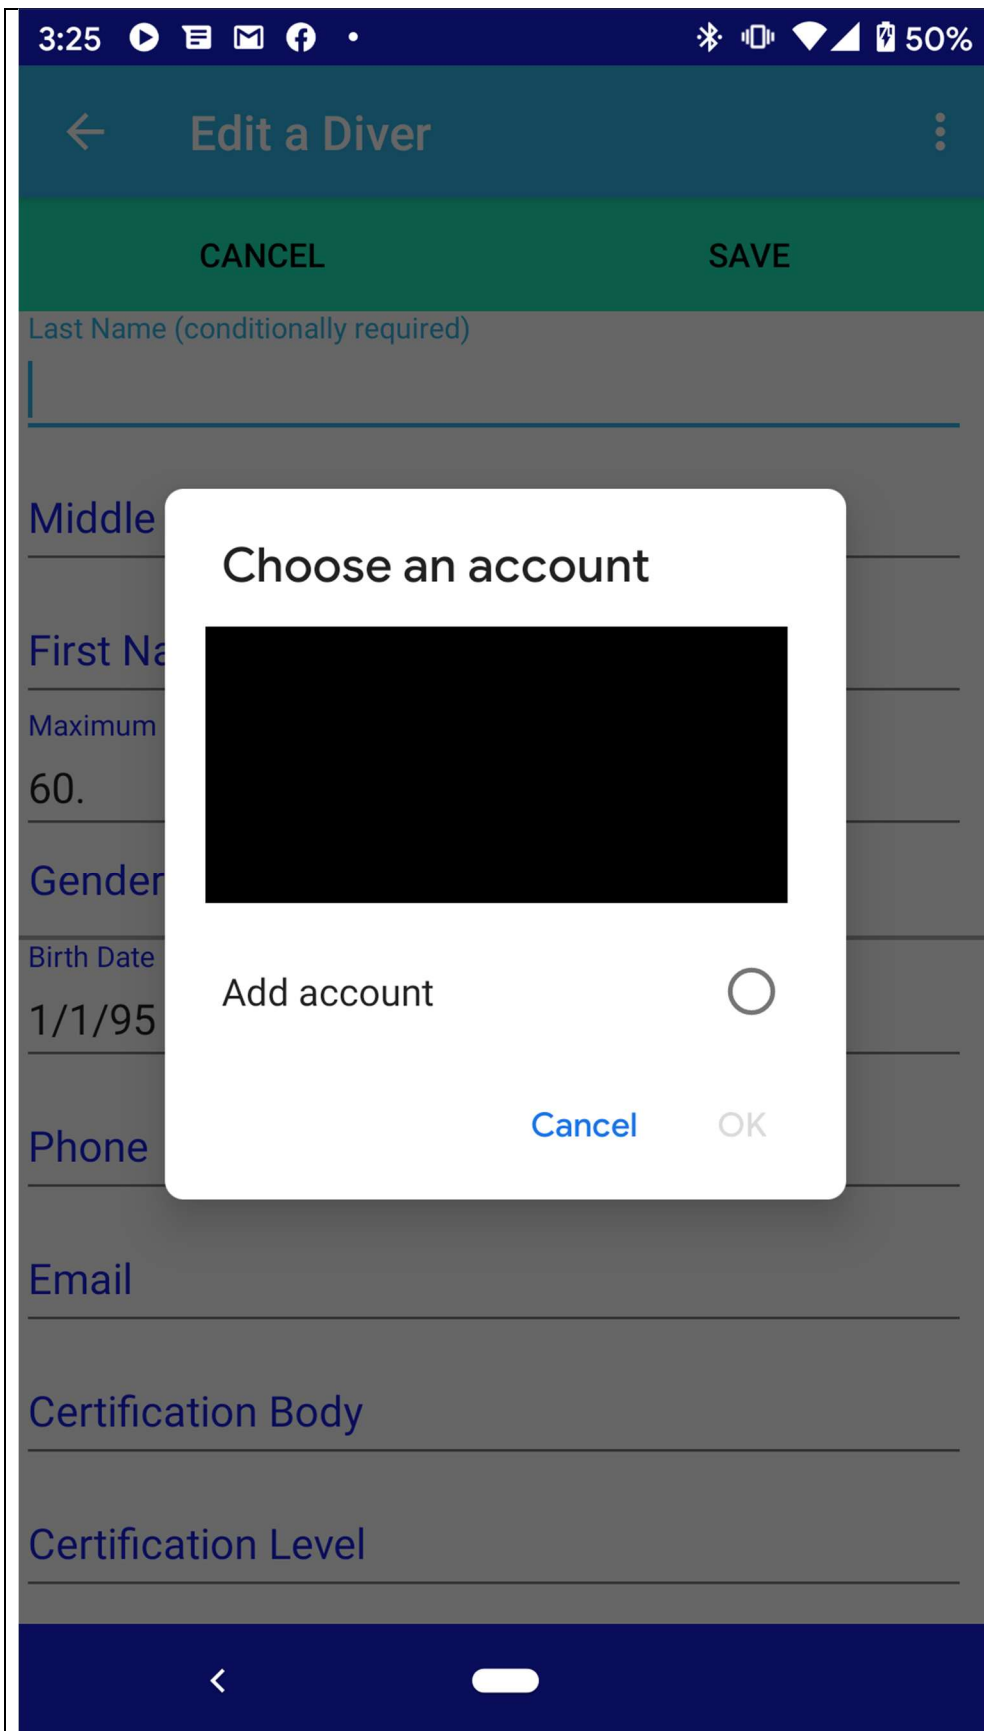 3:25 50%
Edit a Diver
CANCEL SAVE
Last Name (conditionally required)
Middle
Choose an account
First Na
Maximum
60.
Gender
Birth Date
Add account
1/1/95
Cancel OK
Phone
Email
Certification Body
Certification Level